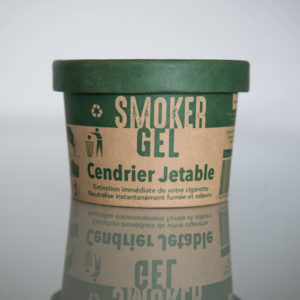 SMOKER
GEL
Cendrier Jetable
Extinction immédiate de votre cigarette
Neutralise instantanément fumée et odeurs